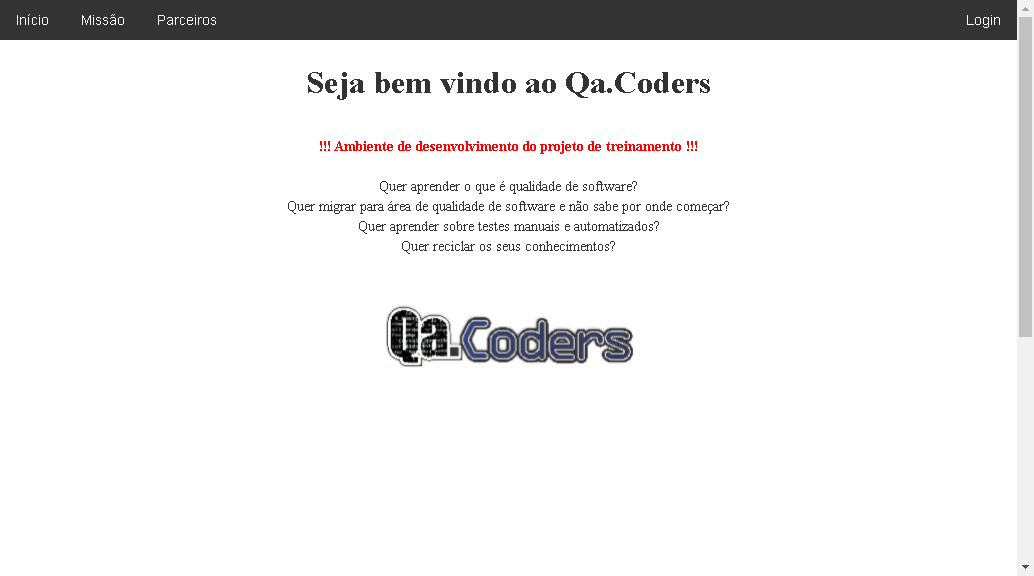 Início Missão Parceiros Login
Seja bem vindo ao Qa.Coders
!!! Ambiente de desenvolvimento do projeto de treinamento !!!
Quer aprender o que é qualidade de software?
Quer migrar para área de qualidade de software e não sabe por onde começar?
Quer aprender sobre testes manuais e automatizados?
Quer reciclar os seus conhecimentos?
Qa.Coders